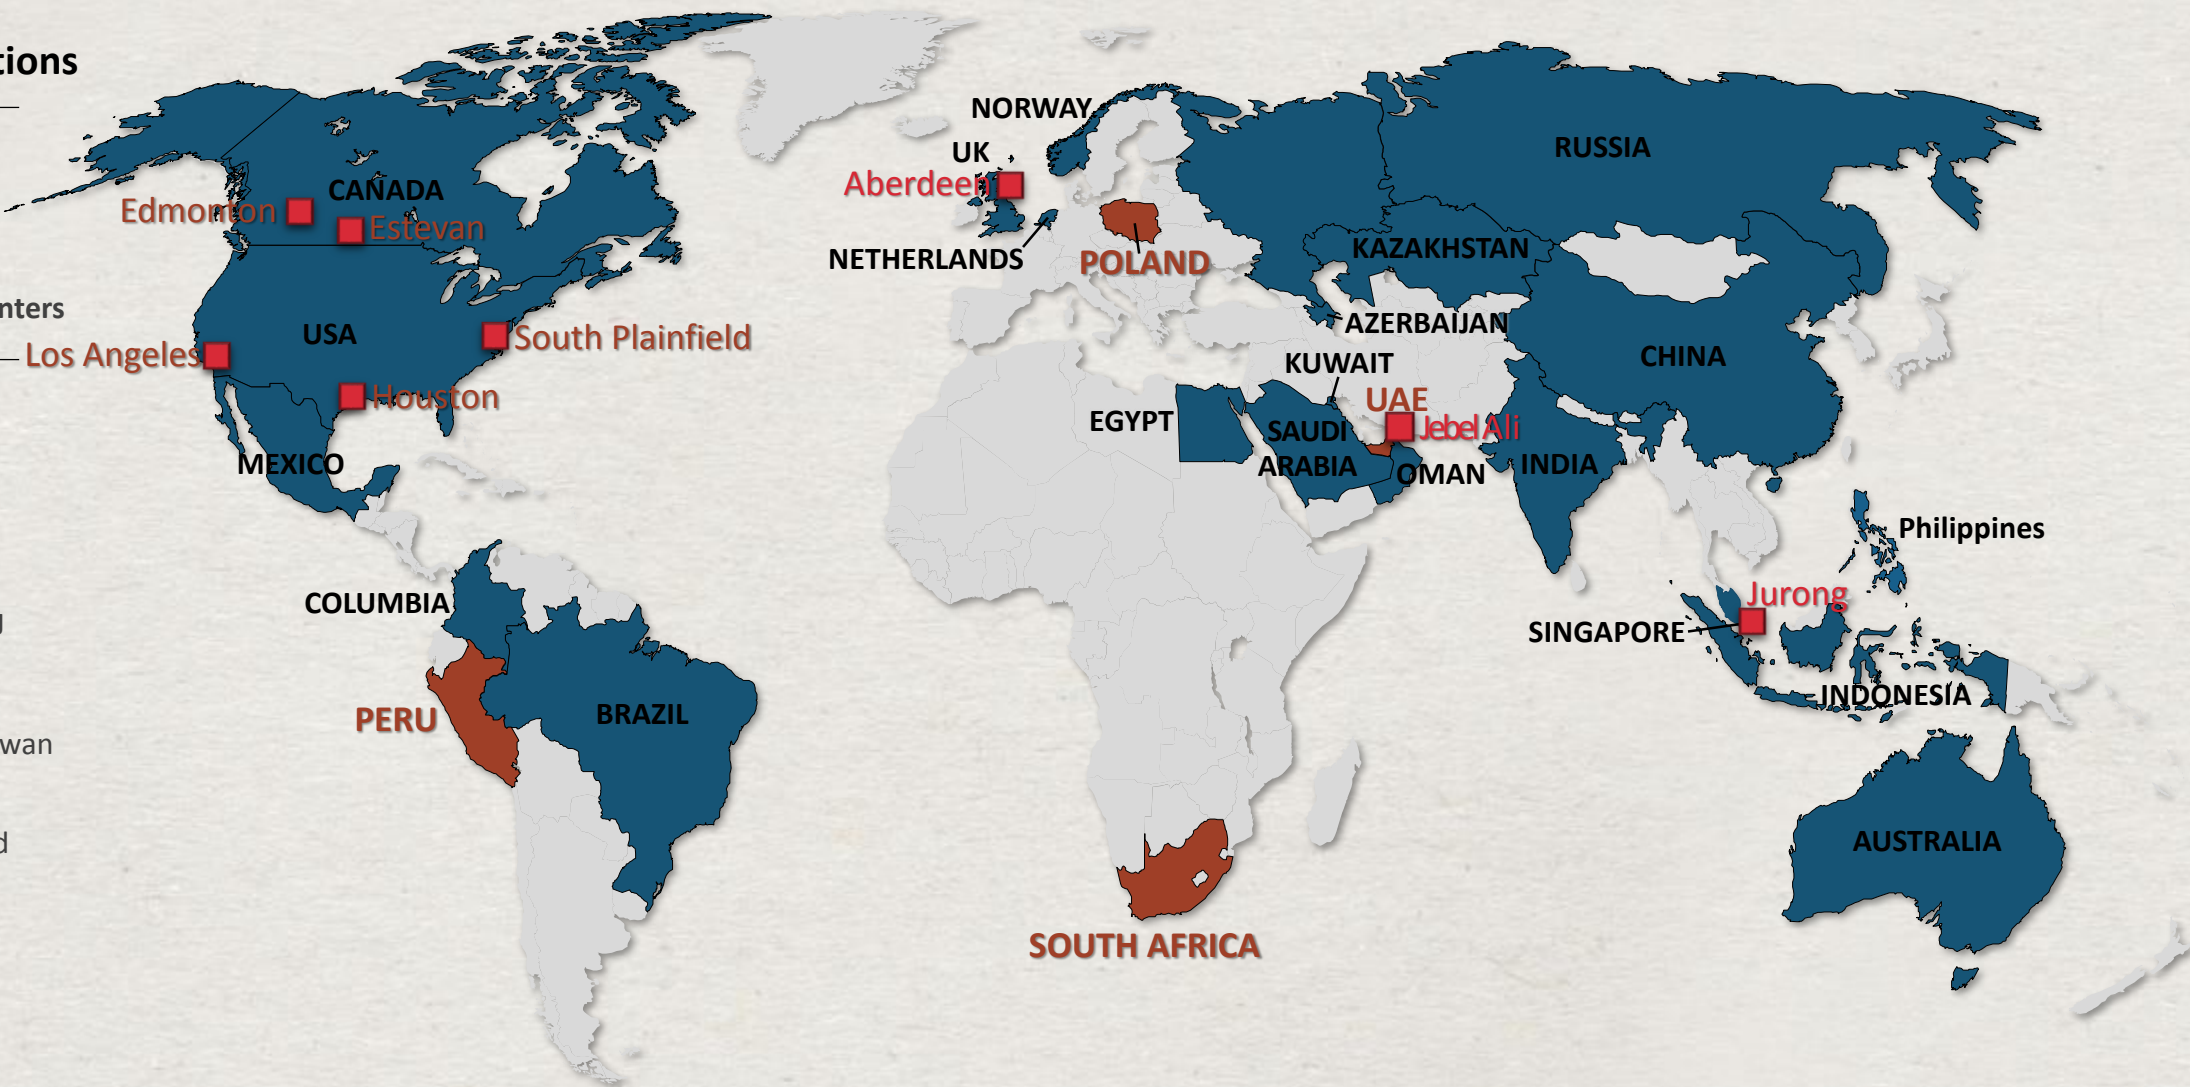 tions
nters
g
wan
d
NORWAY
UK
Aberdeen
RUSSIA
CANADA
Edmonton
Estevan
NETHERLANDS
POLAND
KAZAKHSTAN
USA
South Plainfield
Los Angeles
Houston
AZERBAIJAN
CHINA
KUWAIT
UAE
Jebel Ali
EGYPT
SAUDI
ARABIA
OMAN
INDIA
MEXICO
Philippines
COLUMBIA
Jurong
SINGAPORE
INDONESIA
PERU
BRAZIL
AUSTRALIA
SOUTH AFRICA